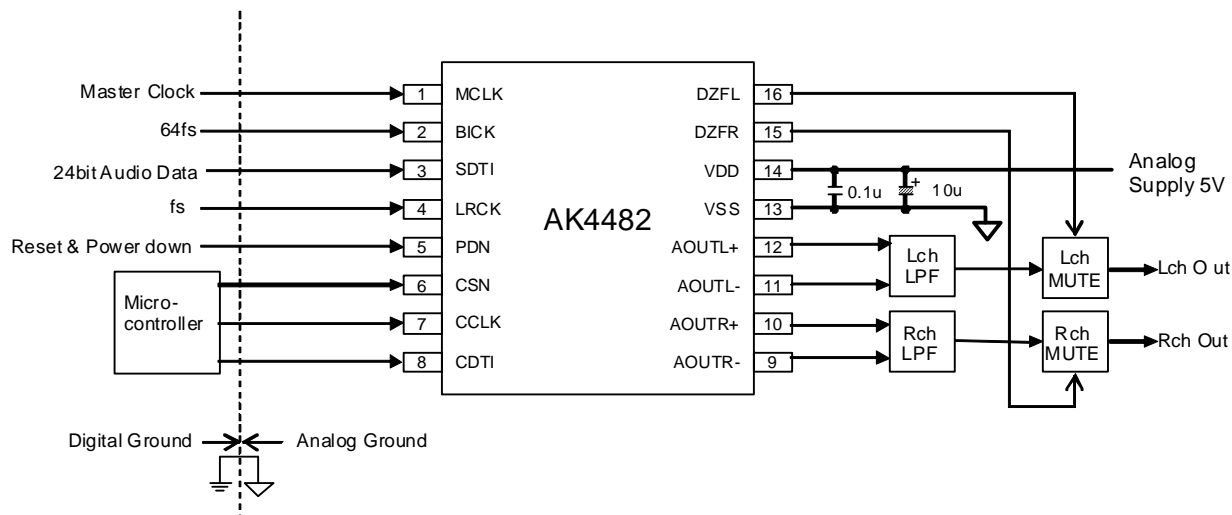 Master Clock
1
MCLK
DZFL
16
64fs
2
BICK
DZFR
15
24bit Audio Data
3
SDTI
VDD
14
Analog
Supply 5V
0.1u
+
10u
fs
4
LRCK
VSS
13
AK4482
Reset & Power down
5
PDN
AOUTL+
12
Lch
LPF
Lch
MUTE
Lch Out
Micro-
controller
6
CSN
AOUTL-
11
7
CCLK
AOUTR+
10
Rch
LPF
Rch
MUTE
Rch Out
8
CDTI
AOUTR-
9
Digital Ground
Analog Ground